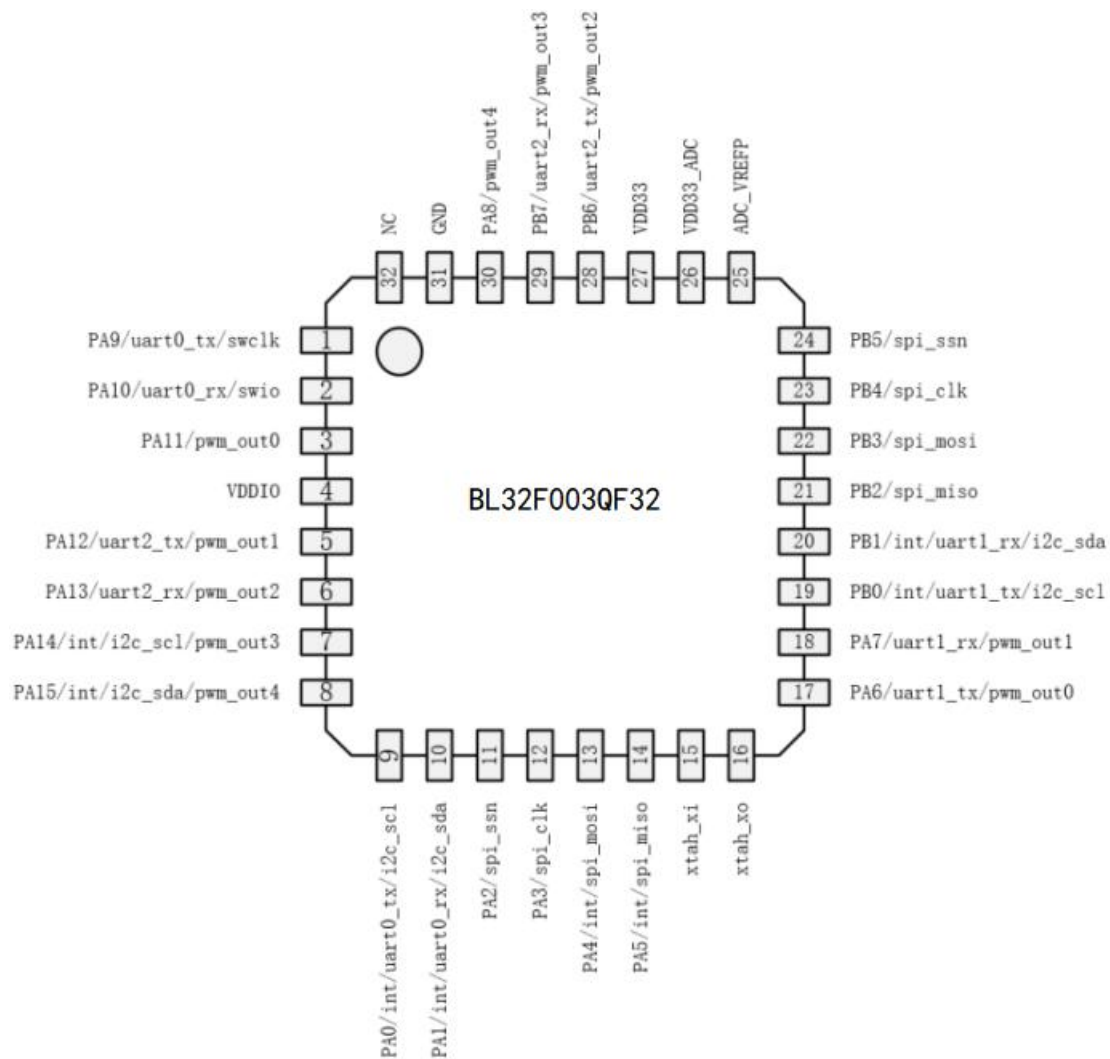 NC
GND
PA8/pwm_out4
PB7/uart2_rx/pwm_out3
PB6/uart2_tx/pwm_out2
VDD33
VDD33_ADC
ADC_VREFP
32
31
30
29
28
27
26
25
PA9/uart0_tx/swclk 1
PA10/uart0_rx/swio 2
PA11/pwm_out0 3
VDDIO 4
PA12/uart2_tx/pwm_out1 5
PA13/uart2_rx/pwm_out2 6
PA14/int/i2c_scl/pwm_out3 7
PA15/int/i2c_sda/pwm_out4 8
BL32F003QF32
24 PB5/spi_ssn
23 PB4/spi_clk
22 PB3/spi_mosi
21 PB2/spi_miso
20 PB1/int/uart1_rx/i2c_sda
19 PB0/int/uart1_tx/i2c_scl
18 PA7/uart1_rx/pwm_out1
17 PA6/uart1_tx/pwm_out0
9
10
11
12
13
14
15
16
PA0/int/uart0_tx/i2c_scl
PA1/int/uart0_rx/i2c_sda
PA2/spi_ssn
PA3/spi_clk
PA4/int/spi_mosi
PA5/int/spi_miso
xtah_xi
xtah_xo